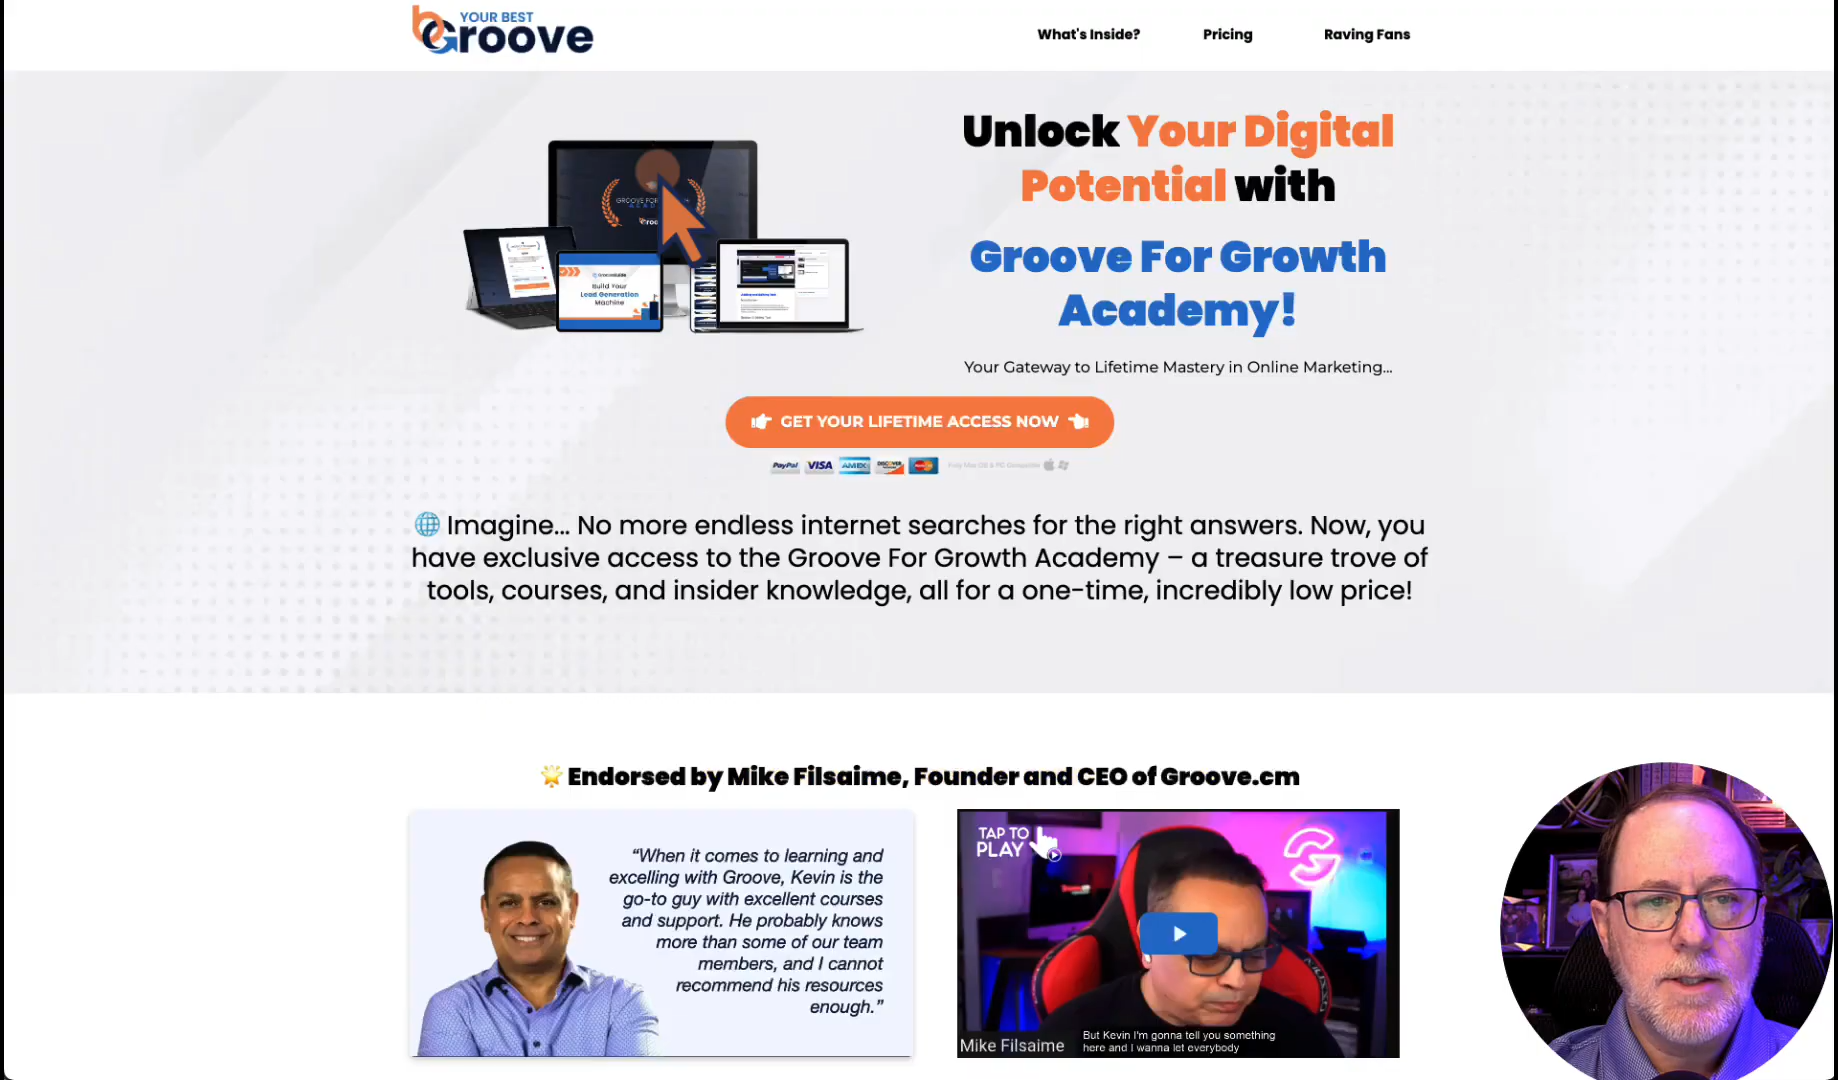 YOUR BEST
Groove
What's Inside?
Pricing
Raving Fans
Unlock Your Digital
Potential with
Groove For Growth
Academy!
Your Gateway to Lifetime Mastery in Online Marketing...
Build Your
Lead Generation
Machine
GET YOUR LIFETIME ACCESS NOW
PayPal VISA AMEX DISCOVER
Imagine... No more endless internet searches for the right answers. Now, you
have exclusive access to the Groove For Growth Academy – a treasure trove of
tools, courses, and insider knowledge, all for a one-time, incredibly low price!
Endorsed by Mike Filsaime, Founder and CEO of Groove.cm
“When it comes to learning and
excelling with Groove, Kevin is the
go-to guy with excellent courses
and support. He probably knows
more than some of our team
members, and I cannot
recommend his resources
enough.”
TAP TO
PLAY
Mike Filsaime
But Kevin I'm gonna tell you something
here and I wanna let everybody